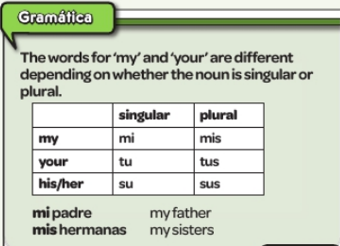 Gramática
The words for 'my' and 'your' are different
depending on whether the noun is singular or
plural.
singular plural
my mi mis
your tu tus
his/her su sus
mi padre my father
mis hermanas my sisters